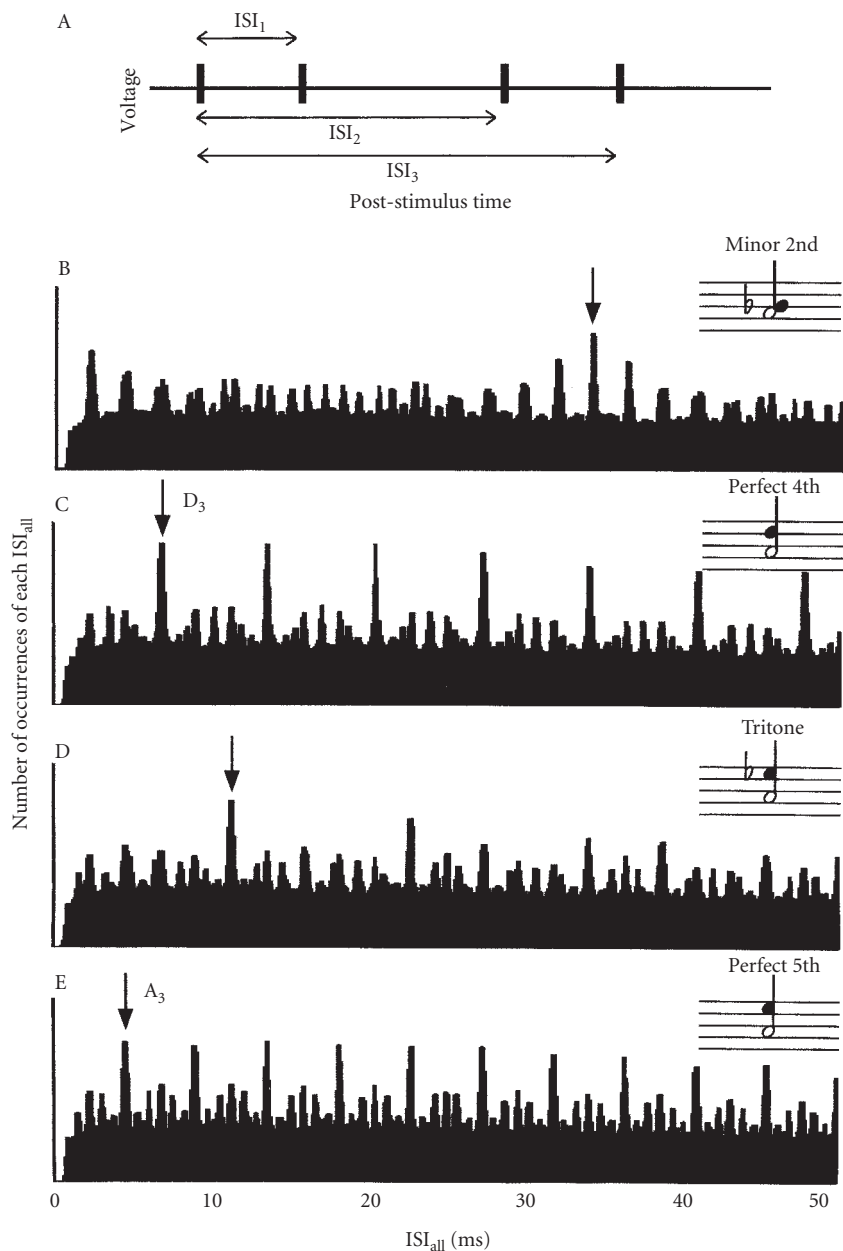 A
ISI₁
Voltage
ISI₂
ISI₃
Post-stimulus time
B
Minor 2nd
C
D₃
Perfect 4th
Number of occurrences of each ISIₐₗₗ
D
Tritone
E
A₃
Perfect 5th
0 10 20 30 40 50
ISIₐₗₗ (ms)